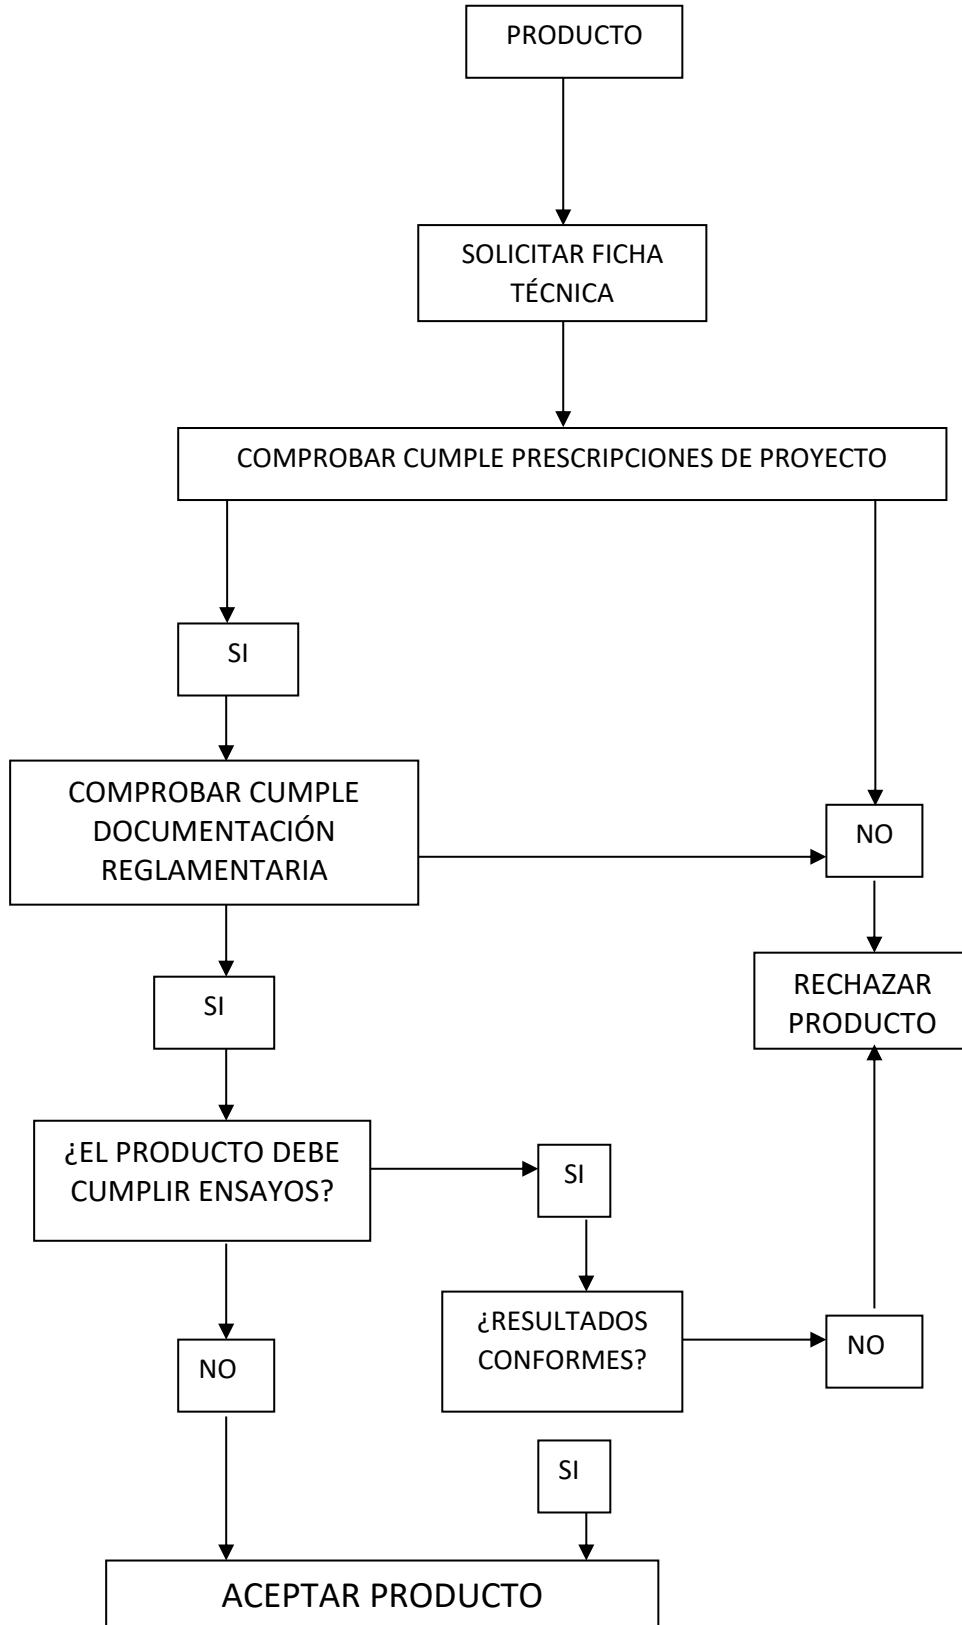 PRODUCTO
SOLICITAR FICHA
TÉCNICA
COMPROBAR CUMPLE PRESCRIPCIONES DE PROYECTO
SI
COMPROBAR CUMPLE
DOCUMENTACIÓN
REGLAMENTARIA
NO
RECHAZAR
PRODUCTO
SI
¿EL PRODUCTO DEBE
CUMPLIR ENSAYOS?
SI
¿RESULTADOS
CONFORMES?
NO
NO
SI
ACEPTAR PRODUCTO